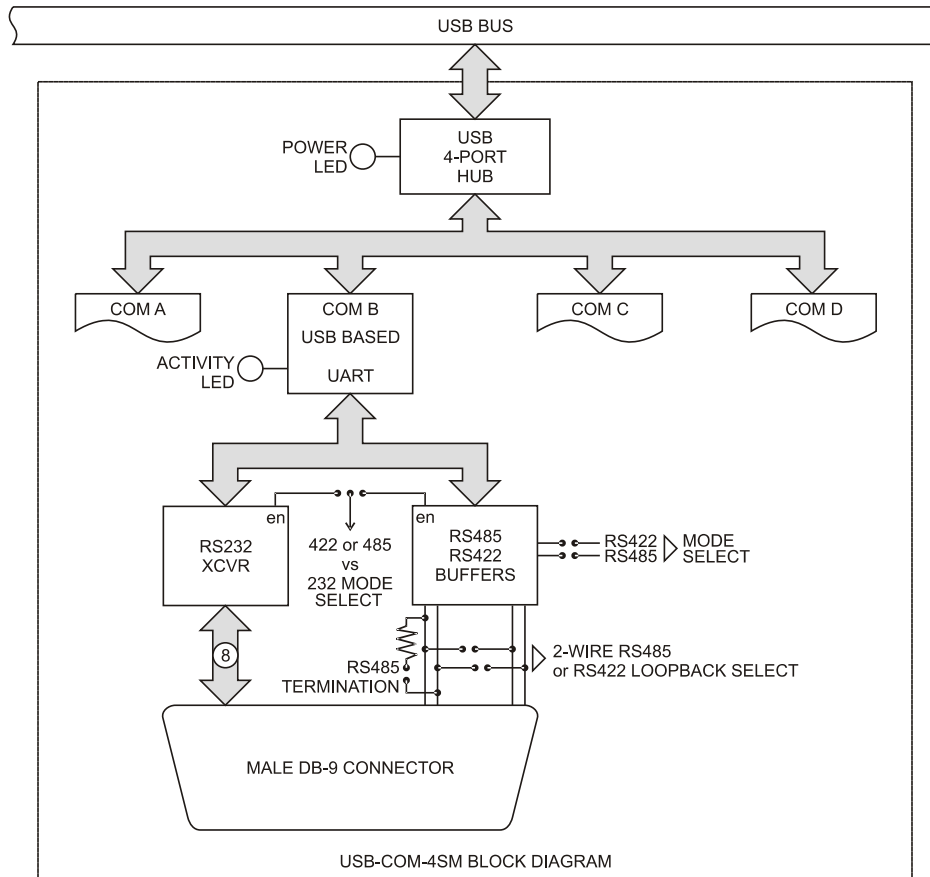 USB BUS
USB
4-PORT
HUB
POWER
LED
COM A
COM B
USB BASED
UART
COM C
COM D
ACTIVITY
LED
en
en
RS232
XCVR
422 or 485
vs
232 MODE
SELECT
RS485
RS422
BUFFERS
RS422
RS485
MODE
SELECT
8
RS485
TERMINATION
2-WIRE RS485
or RS422 LOOPBACK SELECT
MALE DB-9 CONNECTOR
USB-COM-4SM BLOCK DIAGRAM